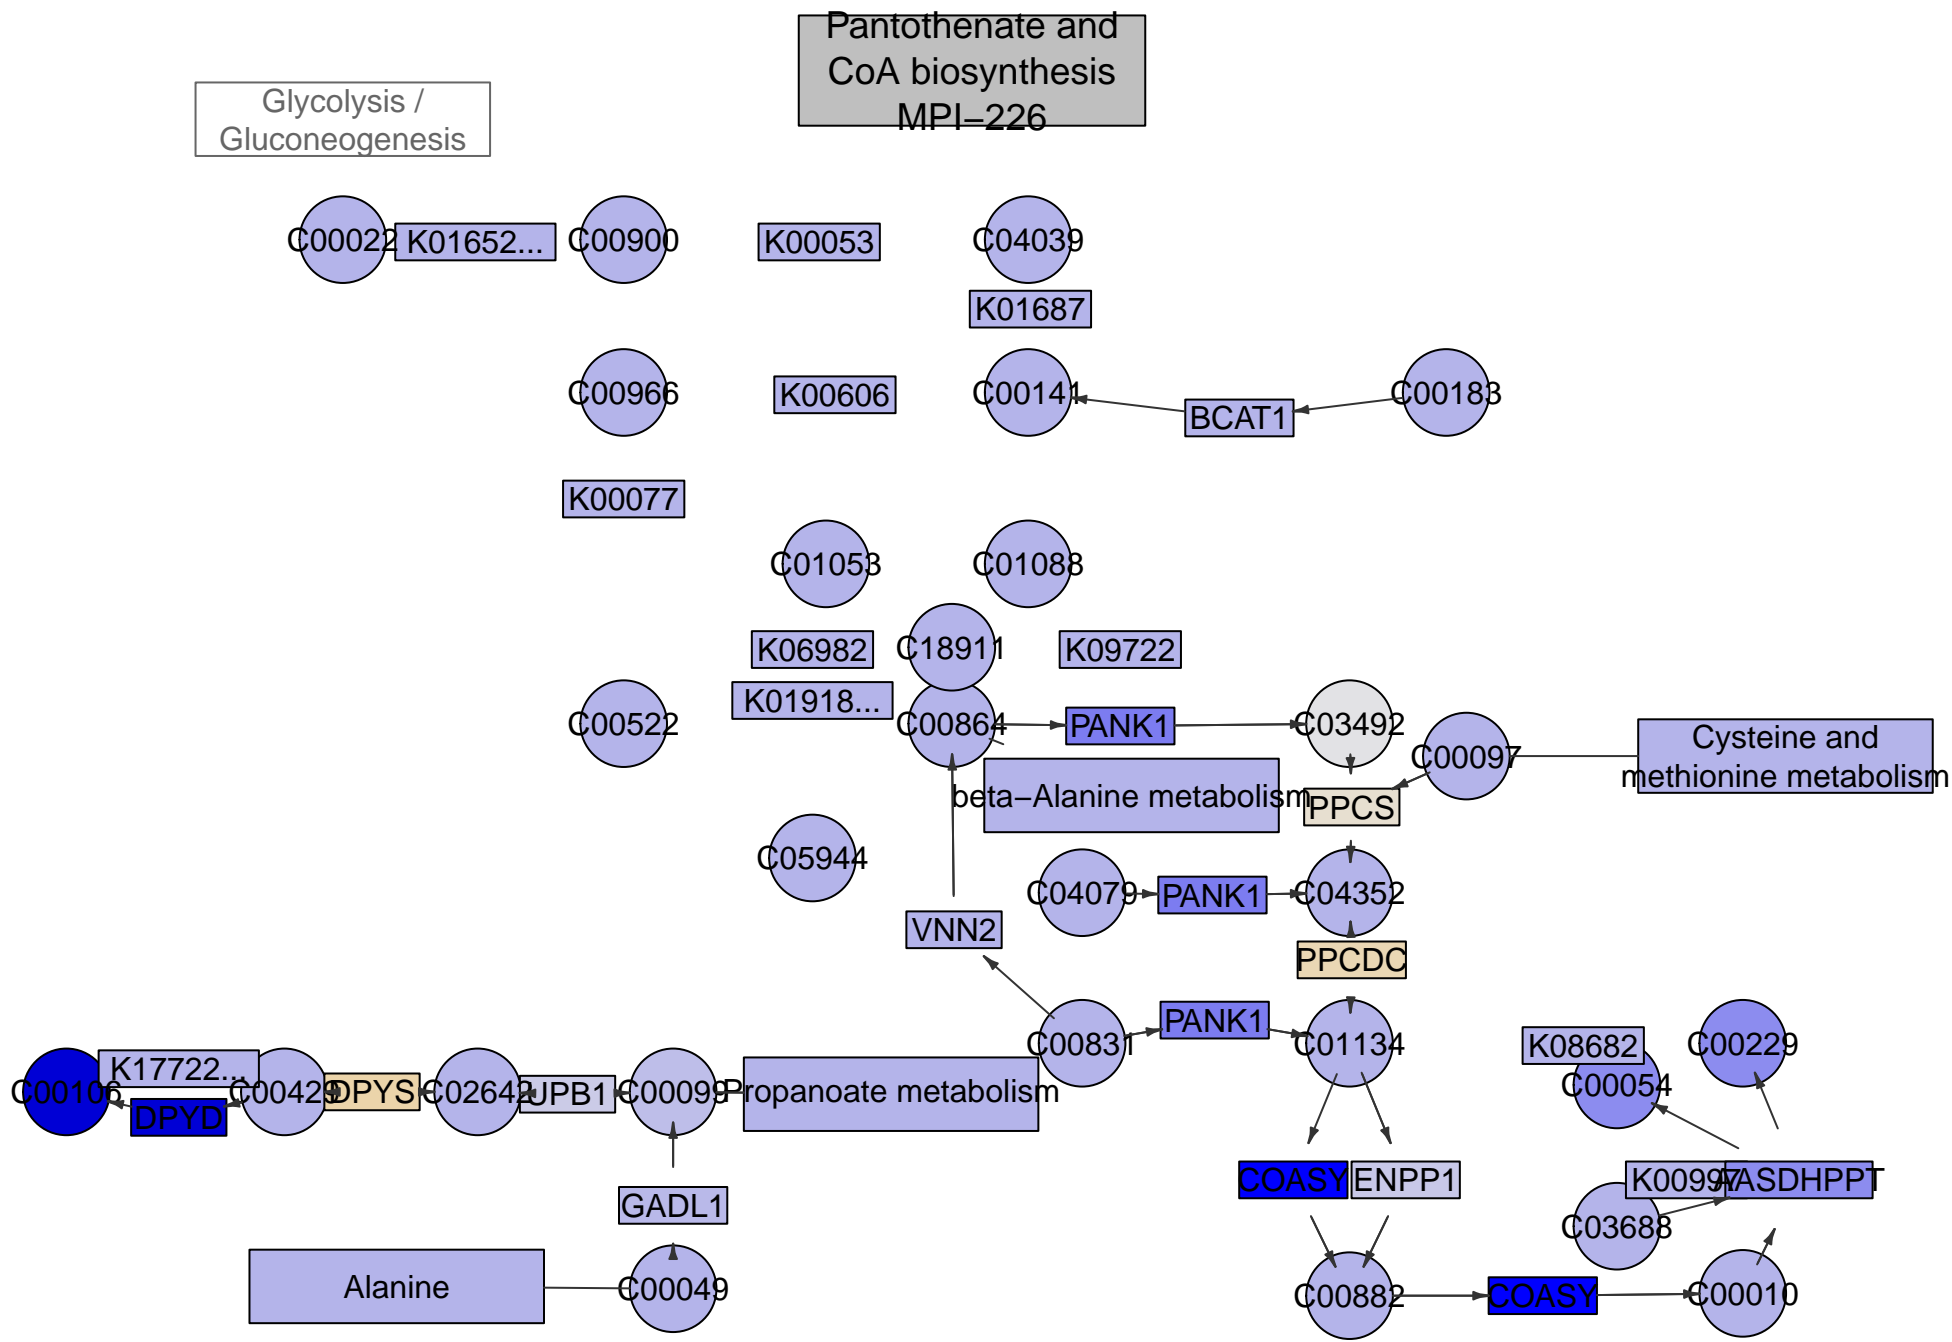 Pantothenate and
CoA biosynthesis
MPI−226
Glycolysis /
Gluconeogenesis
C00022
K01652...
C00900
K00053
C04039
K01687
C00966
K00606
C00141
BCAT1
C00183
K00077
C01053
C01088
K06982
C18911
K09722
K01918...
C00522
C00864
PANK1
C03492
C00097
Cysteine and
methionine metabolism
beta−Alanine metabolism
PPCS
C05944
C04079
PANK1
C04352
VNN2
PPCDC
C00831
PANK1
C01134
K08682
C00229
C00054
C00106
K17722...
DPYD
C00429
DPYS
C02642
UPB1
C00099
Propanoate metabolism
COASY
ENPP1
K00997
AASDHPPT
GADL1
C03688
Alanine
C00049
C00882
COASY
C00010